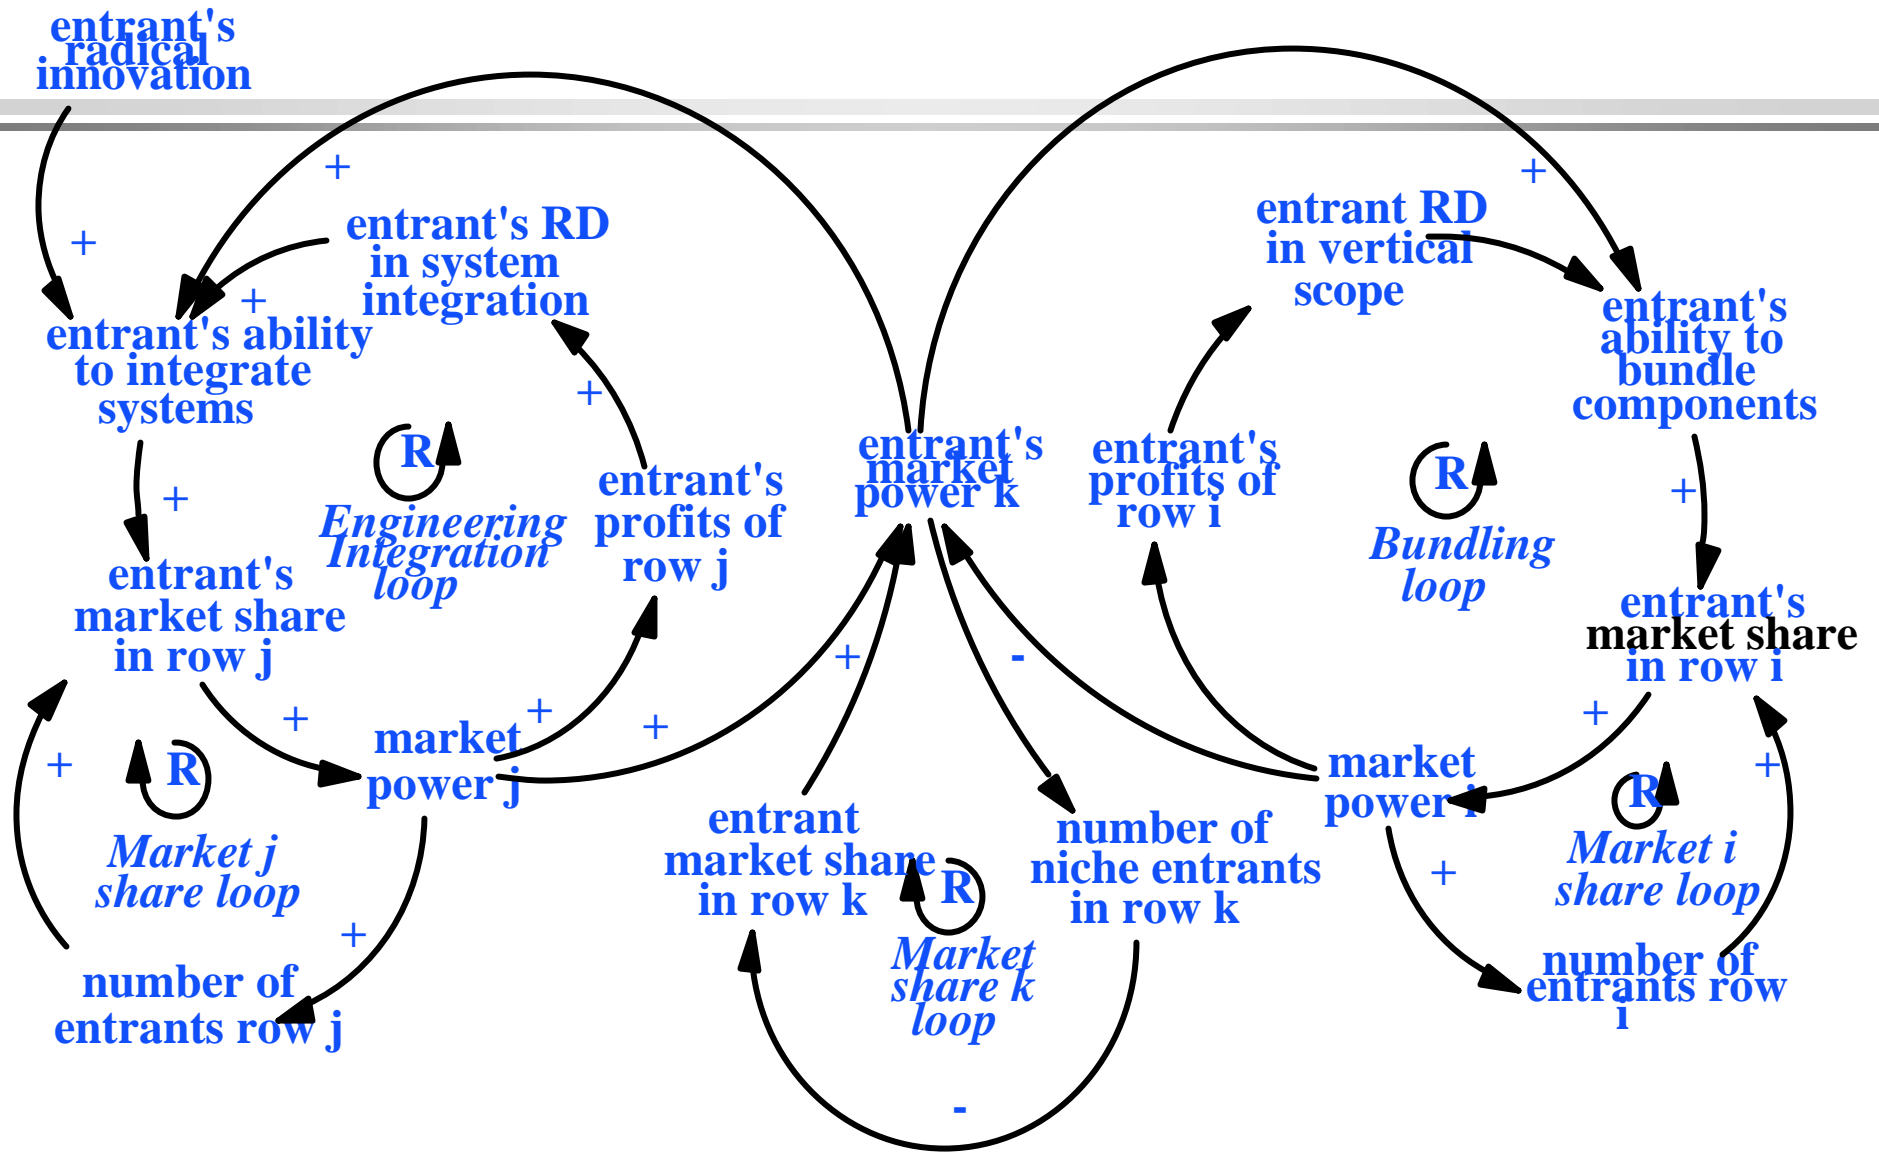 entrant's
radical
innovation
+
+
entrant's RD
in system
integration
+
entrant's ability
to integrate
systems
+
+
R
Engineering
Integration
loop
entrant's
profits of
row j
entrant's
market share
in row j
+
+
R
Market j
share loop
market
power j
+
+
+
number of
entrants row j
entrant's
market
power k
+
-
entrant
market share
in row k
R
Market
share k
loop
number of
niche entrants
in row k
-
+
entrant RD
in vertical
scope
entrant's
ability to
bundle
components
entrant's
profits of
row i
R
Bundling
loop
+
entrant's
market share
in row i
+
market
power i
R
Market i
share loop
+
+
number of
entrants row
i